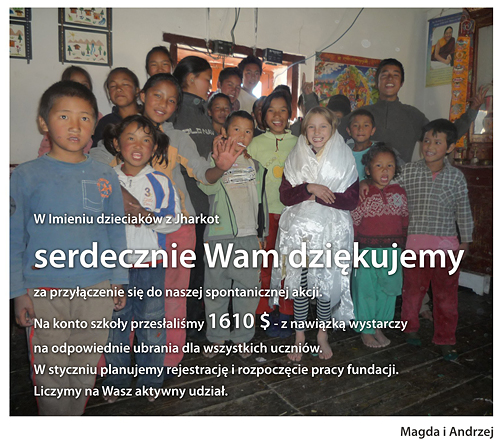 W Imieniu dzieciaków z Jharkot
serdecznie Wam dziękujemy
za przyłączenie się do naszej spontanicznej akcji.
Na konto szkoły przesłaliśmy 1610 $ - z nawiązką wystarczy
na odpowiednie ubrania dla wszystkich uczniów.
W styczniu planujemy rejestrację i rozpoczęcie pracy fundacji.
Liczymy na Wasz aktywny udział.
Magda i Andrzej